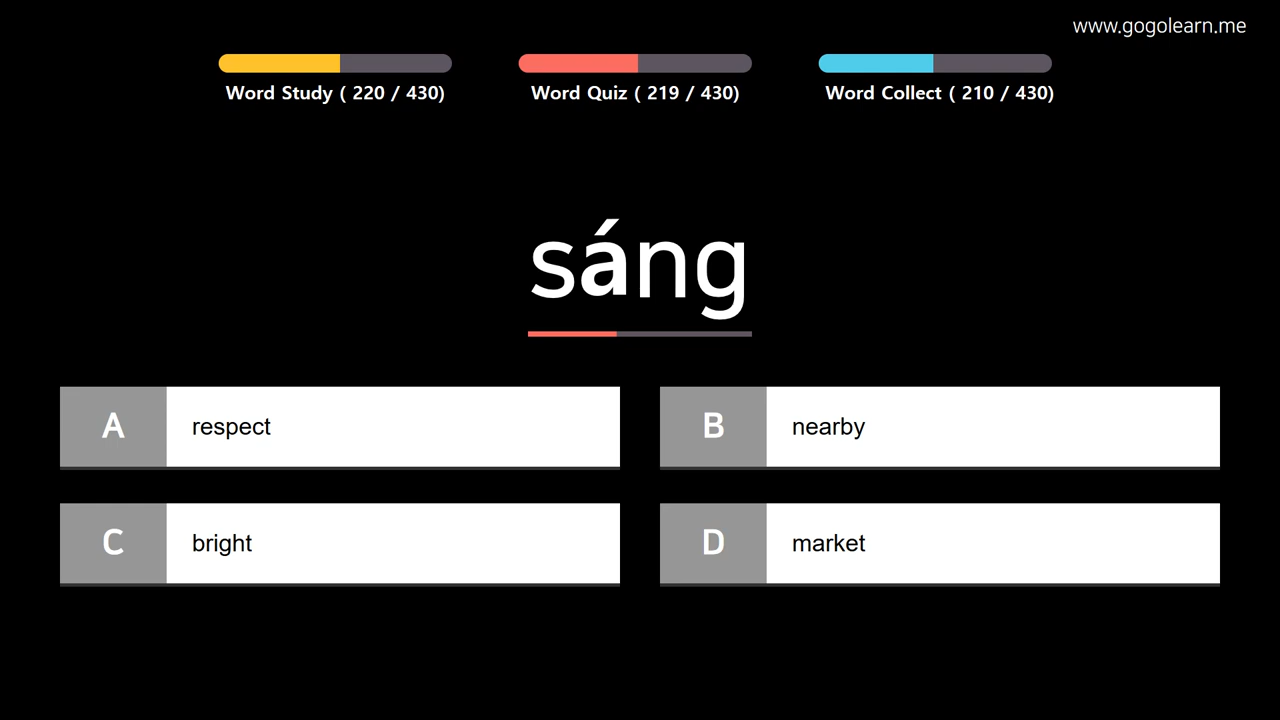 www.gogolearn.me
Word Study ( 220 / 430)
Word Quiz ( 219 / 430)
Word Collect ( 210 / 430)
sáng
A respect
B nearby
C bright
D market